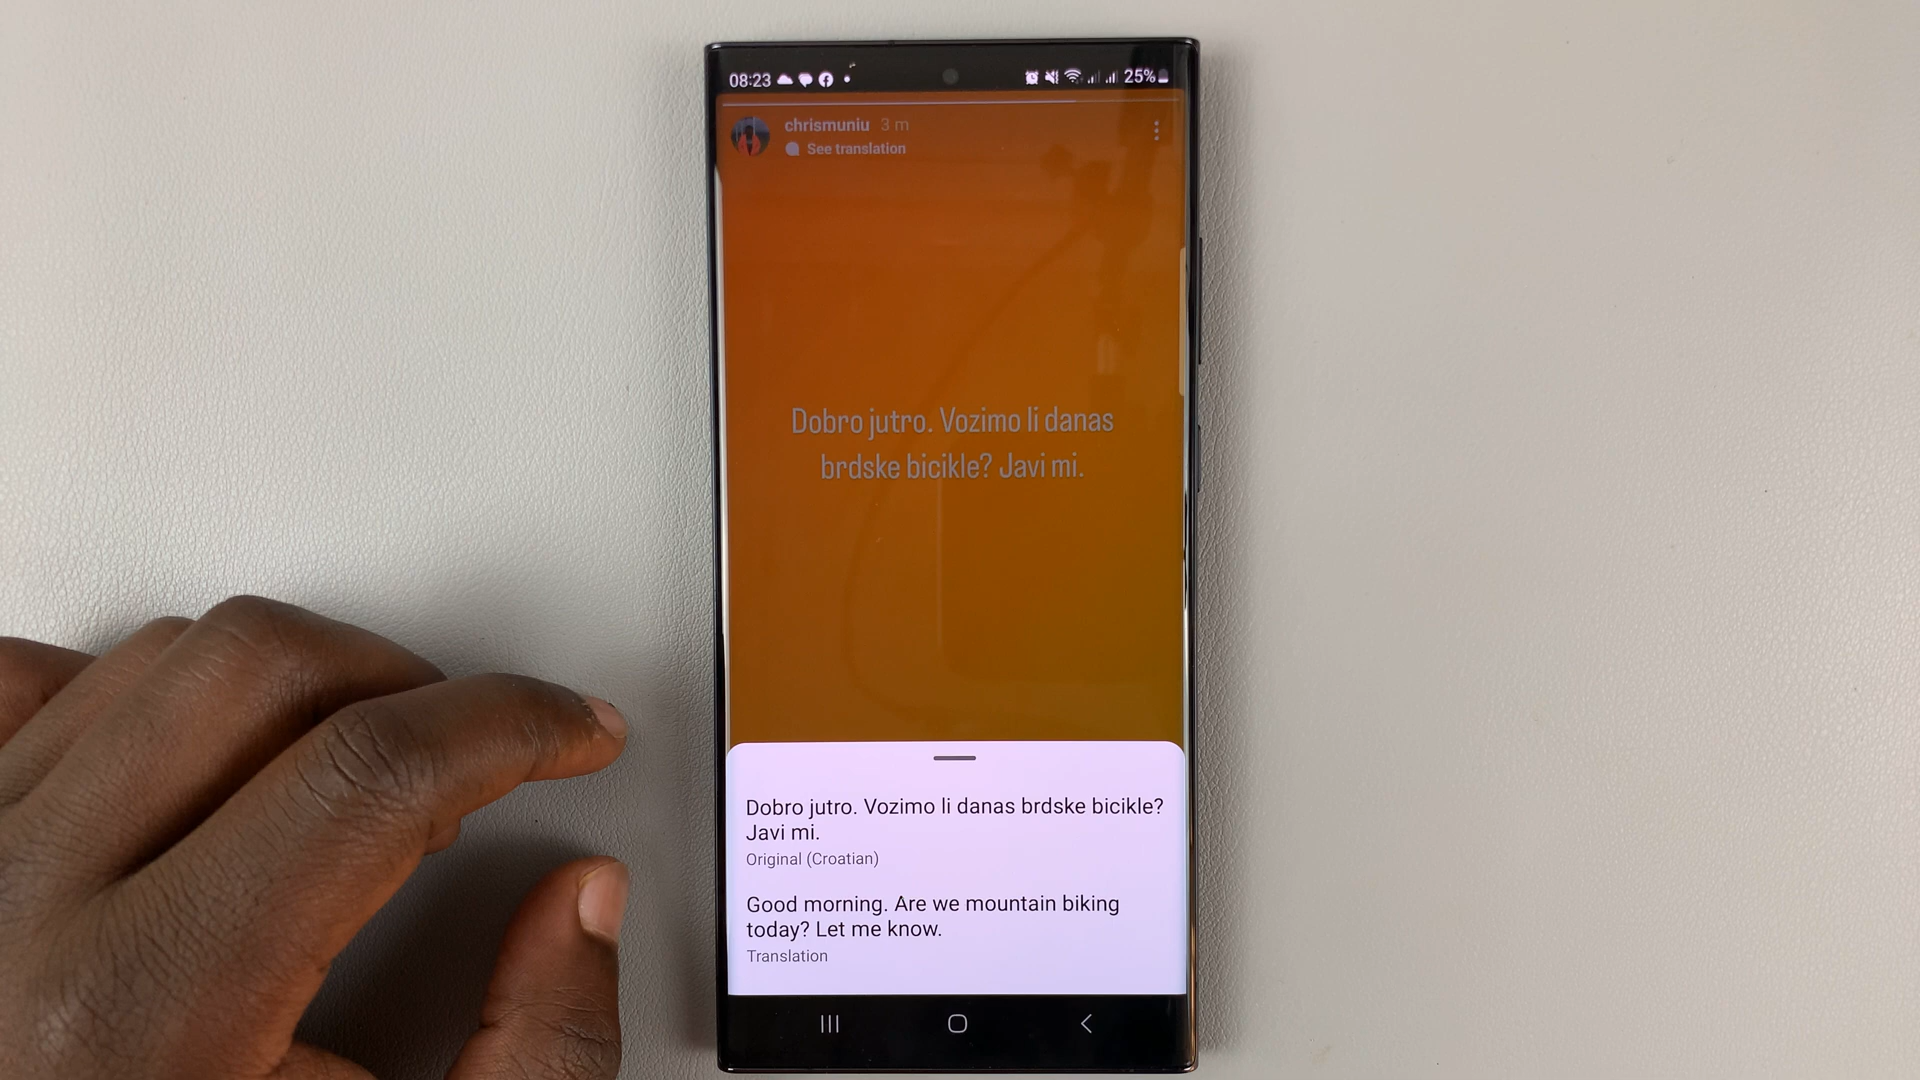 08:23
25%
chrismuniu 3 m
See translation
Dobro jutro. Vozimo li danas
brdske bicikle? Javi mi.
Dobro jutro. Vozimo li danas brdske bicikle?
Javi mi.
Original (Croatian)
Good morning. Are we mountain biking
today? Let me know.
Translation